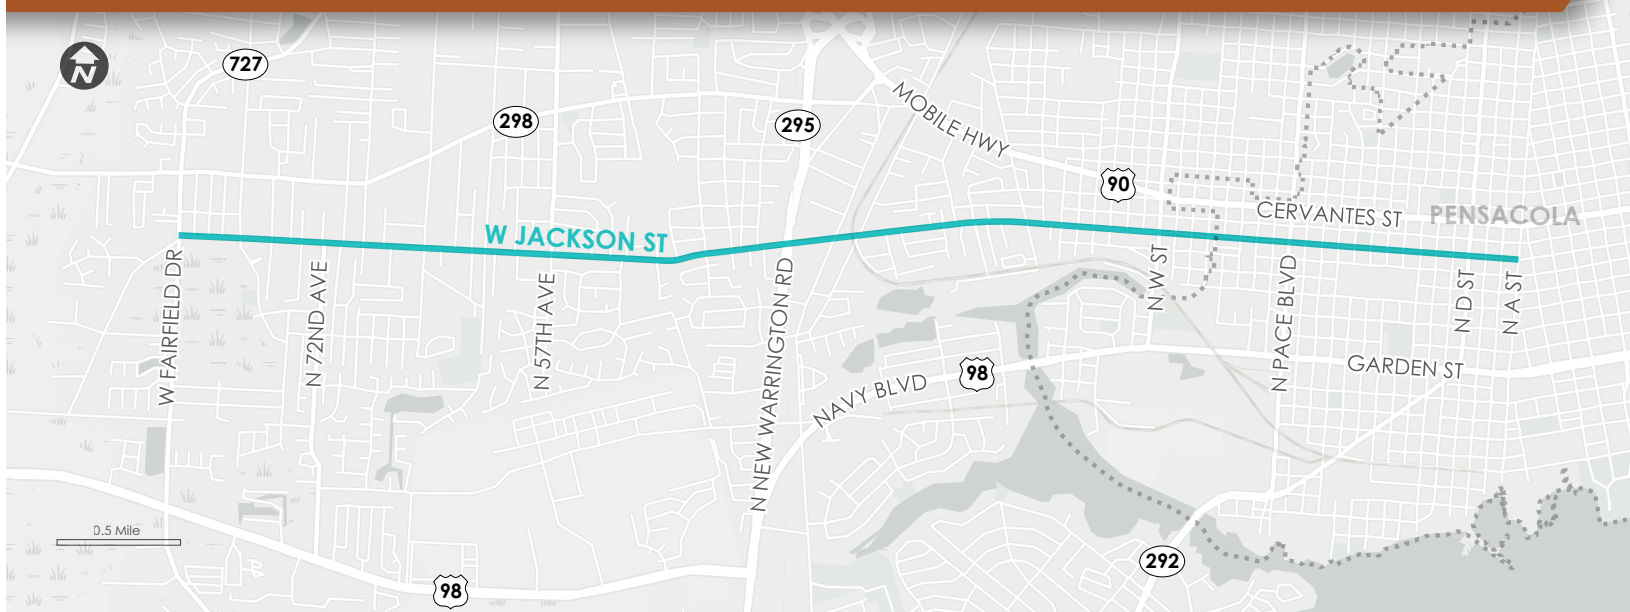 N
727
298
295
MOBILE HWY
90
CERVANTES ST
PENSACOLA
W JACKSON ST
W FAIRFIELD DR
N 72ND AVE
N 57TH AVE
N NEW WARRINGTON RD
N W ST
N PACE BLVD
N D ST
N A ST
NAVY BLVD
98
GARDEN ST
0.5 Mile
98
292